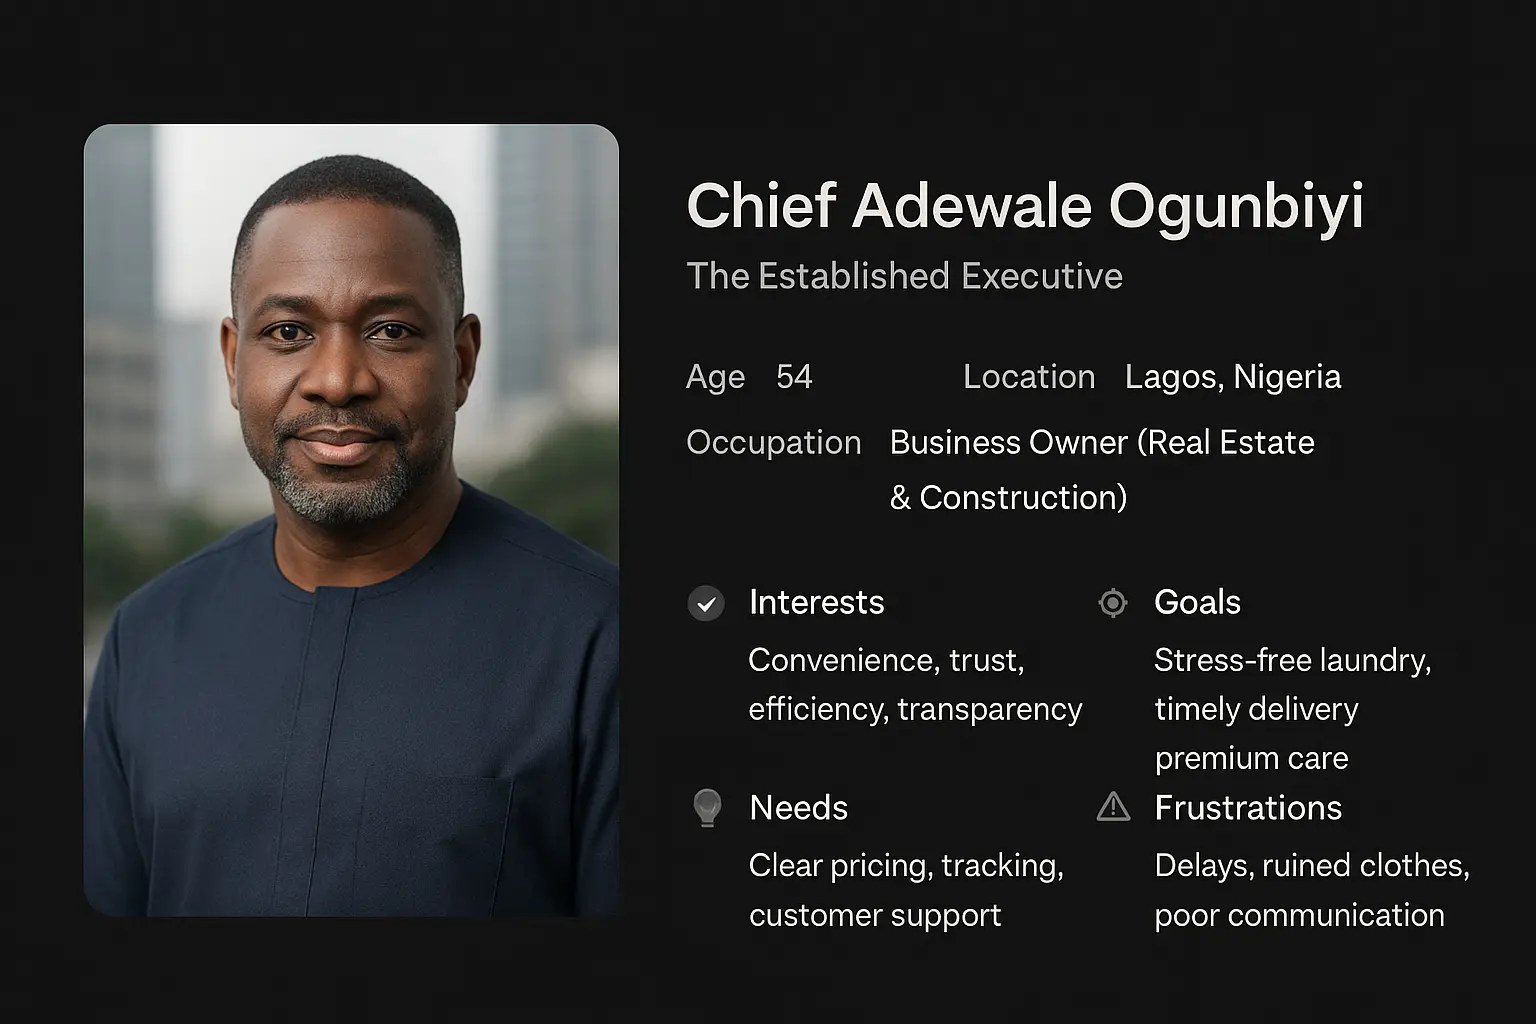 Chief Adewale Ogunbiyi
The Established Executive
Age 54 Location Lagos, Nigeria
Occupation Business Owner (Real Estate
& Construction)
Interests
Convenience, trust,
efficiency, transparency
Goals
Stress-free laundry,
timely delivery
premium care
Needs
Clear pricing, tracking,
customer support
Frustrations
Delays, ruined clothes,
poor communication